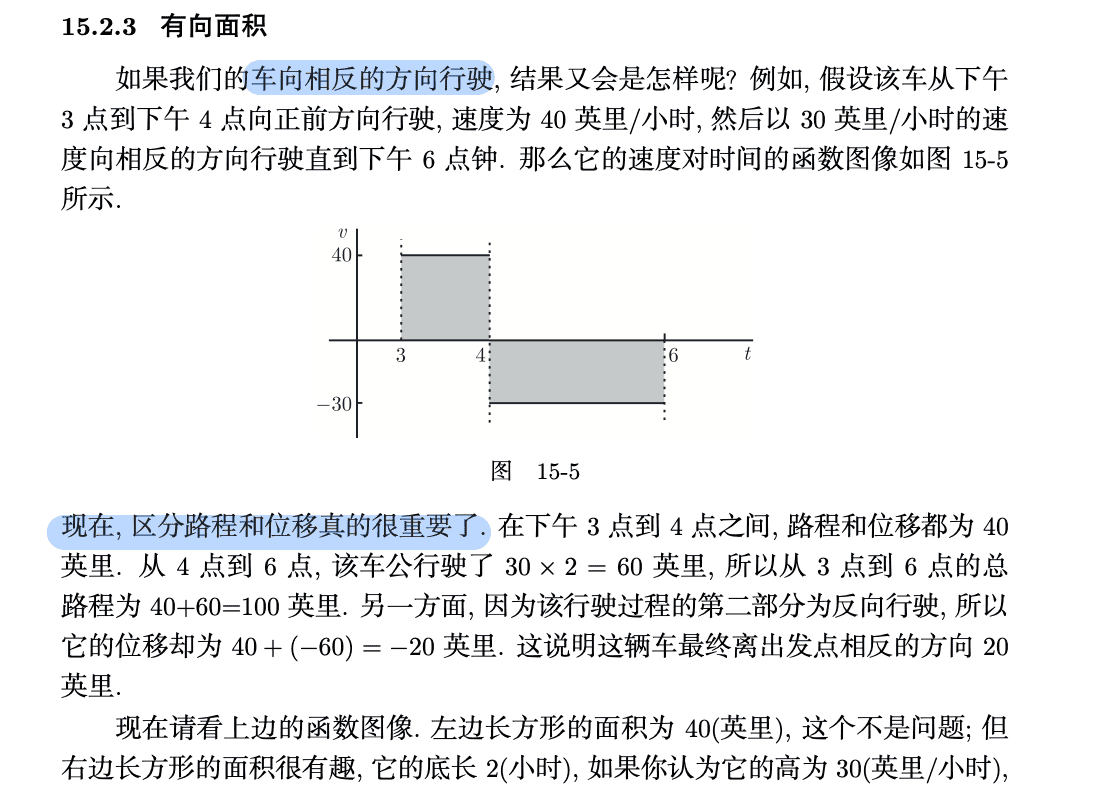 15.2.3 有向面积
如果我们的车向相反的方向行驶, 结果又会是怎样呢? 例如, 假设该车从下午
3 点到下午 4 点向正前方向行驶, 速度为 40 英里/小时, 然后以 30 英里/小时的速
度向相反的方向行驶直到下午 6 点钟. 那么它的速度对时间的函数图像如图 15-5
所示.
v
40
3
4
6
t
−30
图 15-5
现在, 区分路程和位移真的很重要了. 在下午 3 点到 4 点之间, 路程和位移都为 40
英里. 从 4 点到 6 点, 该车公行驶了 30 × 2 = 60 英里, 所以从 3 点到 6 点的总
路程为 40+60=100 英里. 另一方面, 因为该行驶过程的第二部分为反向行驶, 所以
它的位移却为 40 + (−60) = −20 英里. 这说明这辆车最终离出发点相反的方向 20
英里.
现在请看上边的函数图像. 左边长方形的面积为 40(英里), 这个不是问题; 但
右边长方形的面积很有趣, 它的底长 2(小时), 如果你认为它的高为 30(英里/小时),